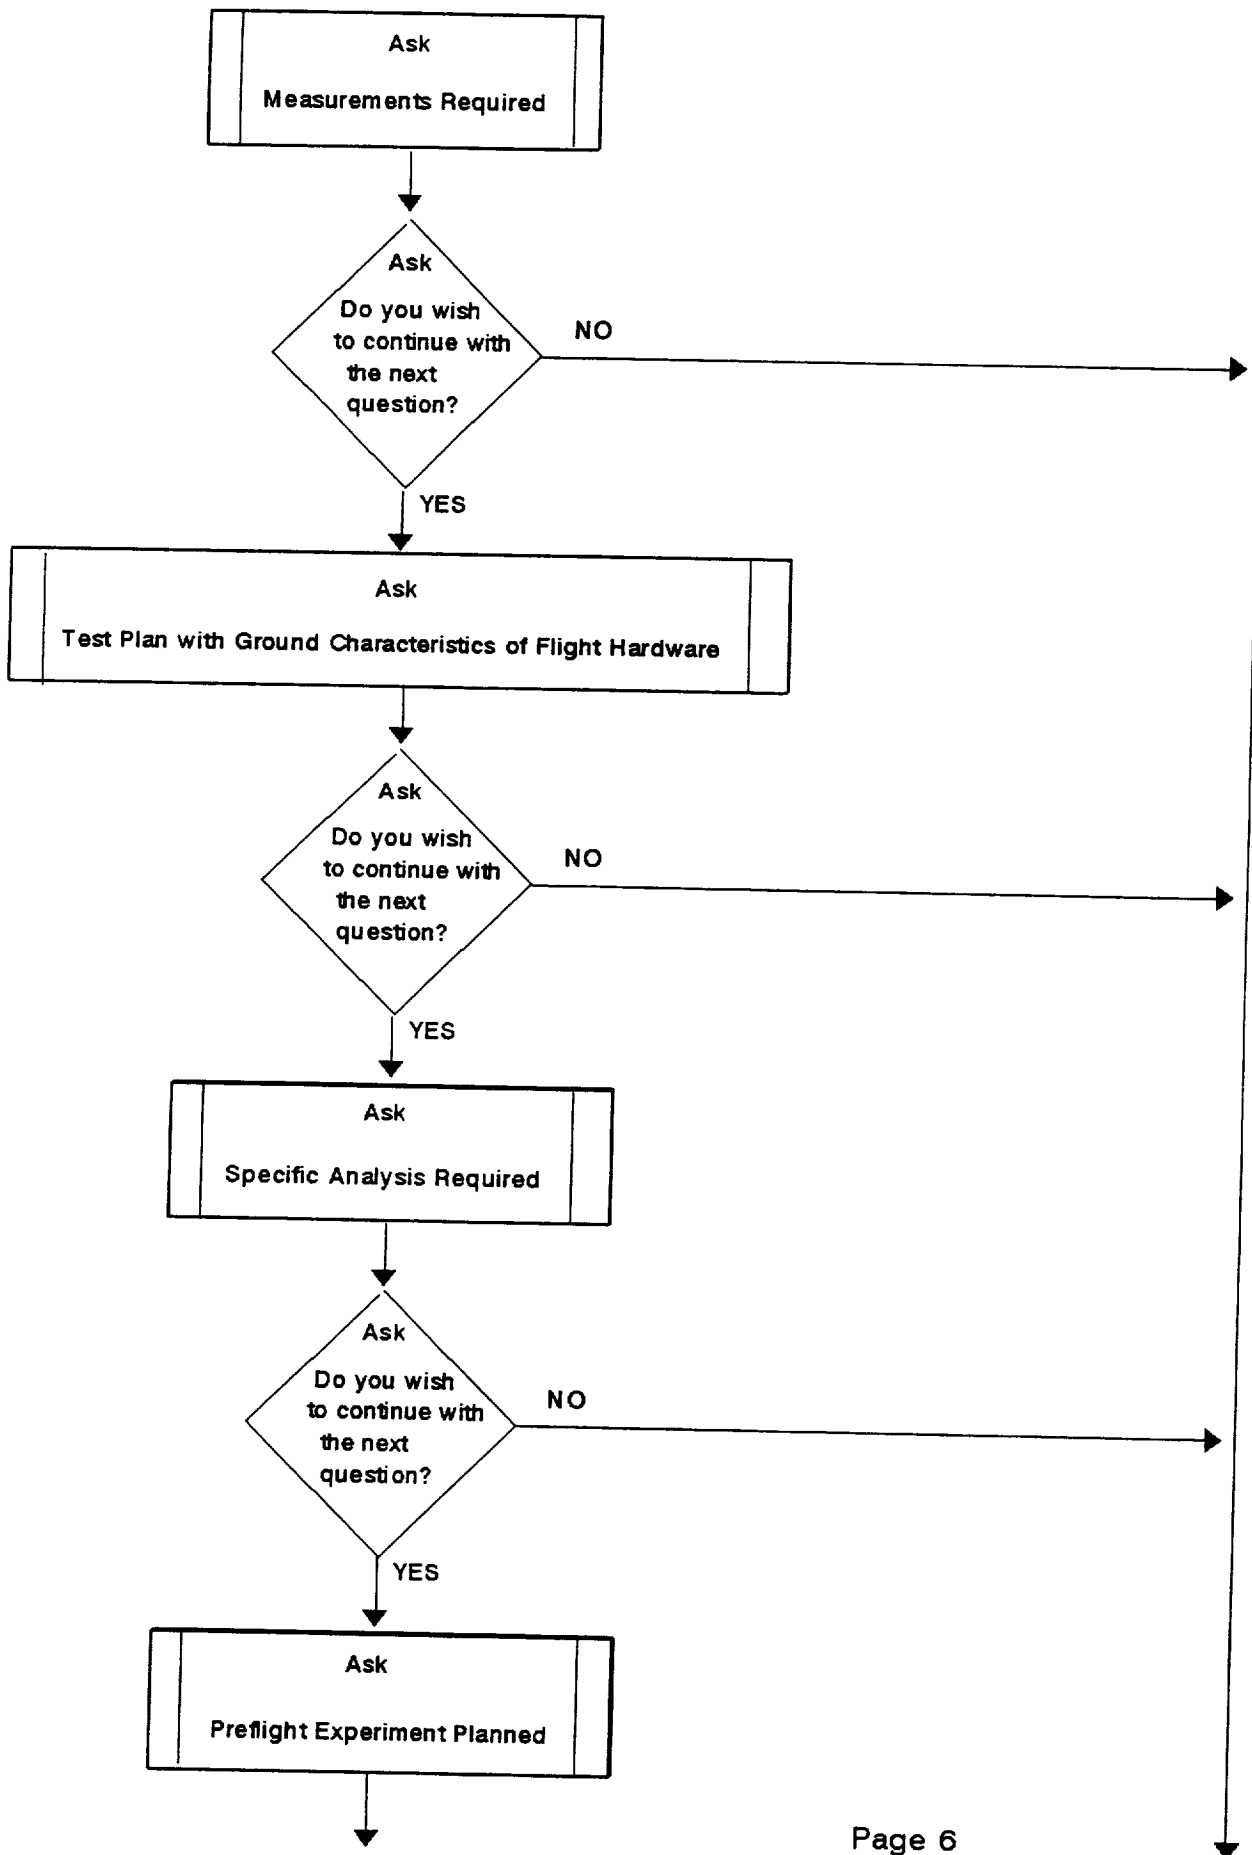 Ask
Measurements Required
Ask
Do you wish
to continue with
the next
question?
NO
YES
Ask
Test Plan with Ground Characteristics of Flight Hardware
Ask
Do you wish
to continue with
the next
question?
NO
YES
Ask
Specific Analysis Required
Ask
Do you wish
to continue with
the next
question?
NO
YES
Ask
Preflight Experiment Planned
Page 6